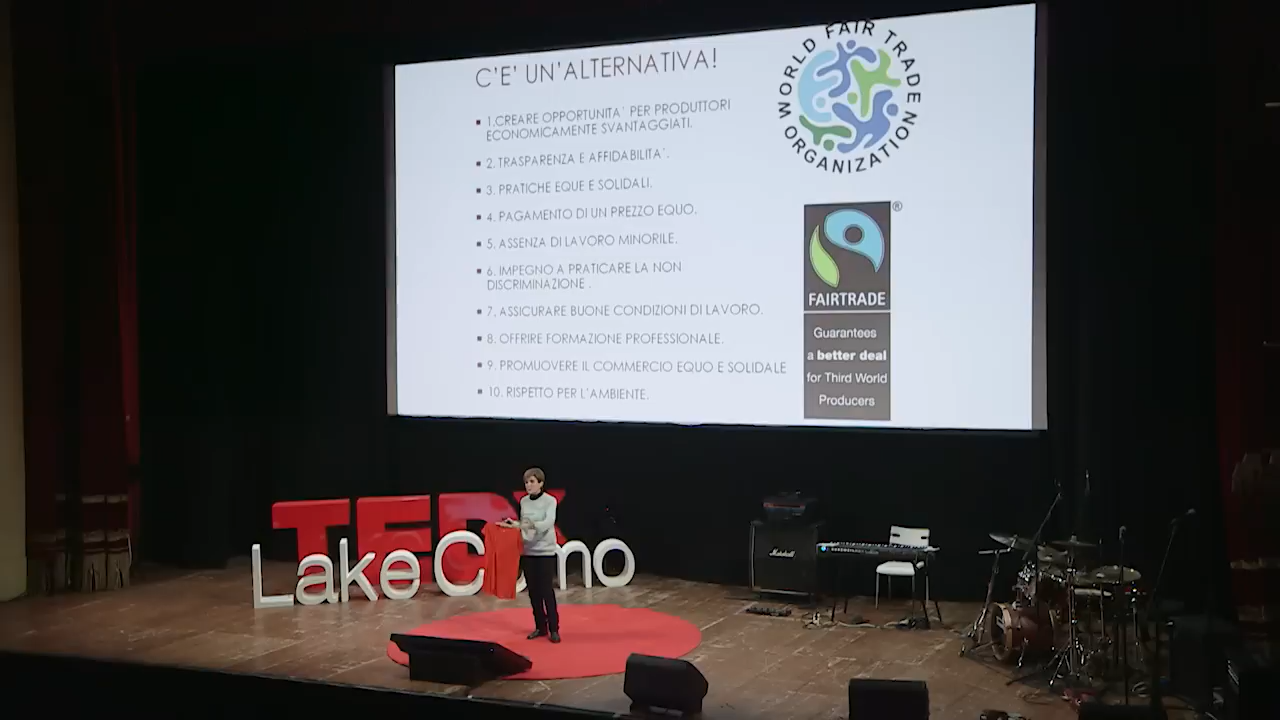 C'E' UN'ALTERNATIVA!
1.CREARE OPPORTUNITA` PER PRODUTTORI
ECONOMICAMENTE SVANTAGGIATI.
2. TRASPARENZA E AFFIDABILITA`.
3. PRATICHE EQUE E SOLIDALI.
4. PAGAMENTO DI UN PREZZO EQUO.
5. ASSENZA DI LAVORO MINORILE.
6. IMPEGNO A PRATICARE LA NON
DISCRIMINAZIONE .
7. ASSICURARE BUONE CONDIZIONI DI LAVORO.
8. OFFRIRE FORMAZIONE PROFESSIONALE.
9. PROMUOVERE IL COMMERCIO EQUO E SOLIDALE
10. RISPETTO PER L'AMBIENTE.
WORLD FAIR TRADE ORGANIZATION
®
FAIRTRADE
Guarantees
a better deal
for Third World
Producers
TEDx
Lake Como
Marshall